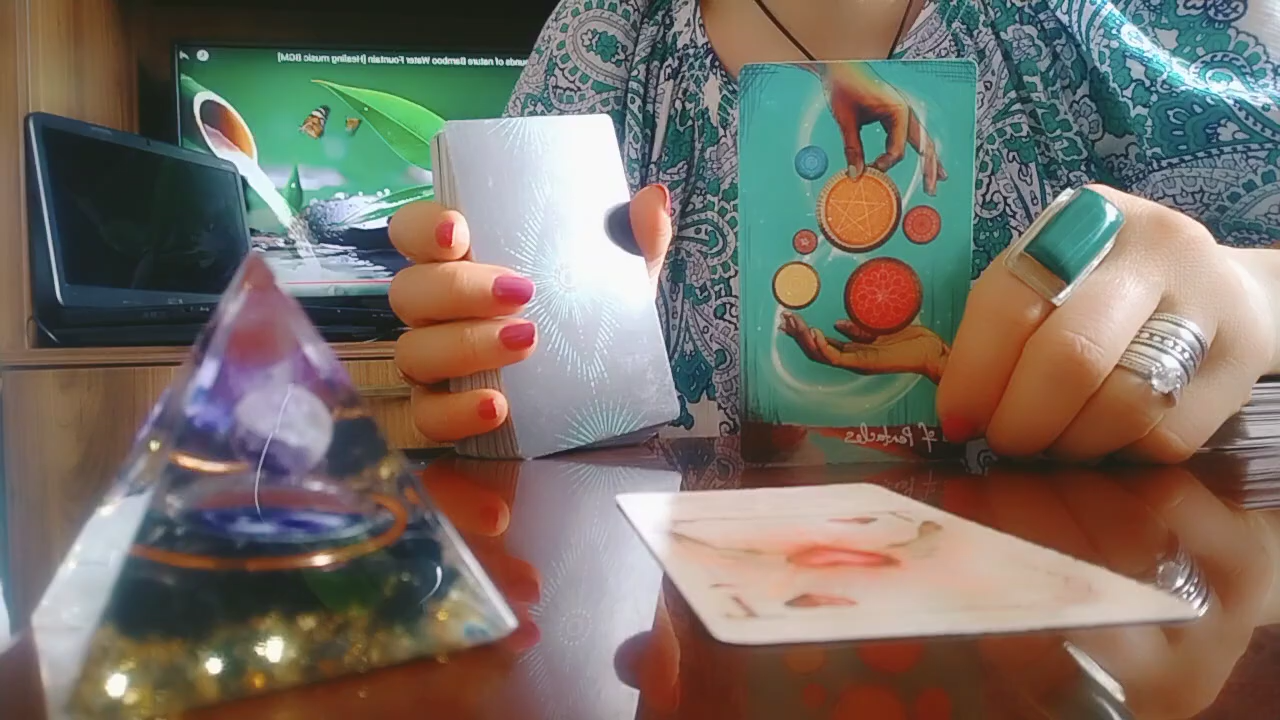 ounds of nature Bamboo Water Fountain [Healing music BGM]
of Pentacles